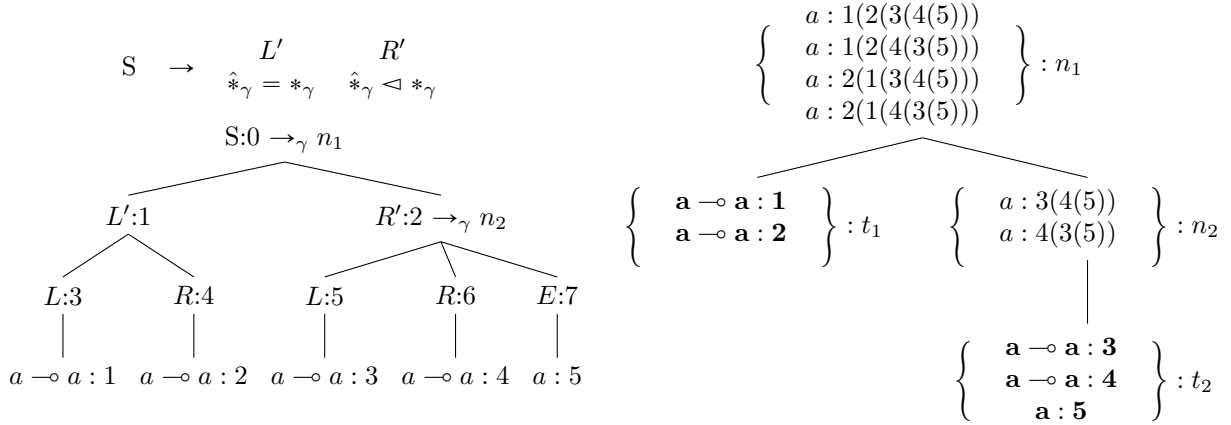 S → L′ R′
*̂γ = *γ *̂γ ⊲ *γ
S:0 →γ n1
L′:1 R′:2 →γ n2
L:3 R:4 L:5 R:6 E:7
a ⊸ a : 1 a ⊸ a : 2 a ⊸ a : 3 a ⊸ a : 4 a : 5
a : 1(2(3(4(5)))
a : 1(2(4(3(5)))
a : 2(1(3(4(5)))
a : 2(1(4(3(5)))
: n1
a ⊸ a : 1
a ⊸ a : 2
: t1
a : 3(4(5))
a : 4(3(5))
: n2
a ⊸ a : 3
a ⊸ a : 4
a : 5
: t2